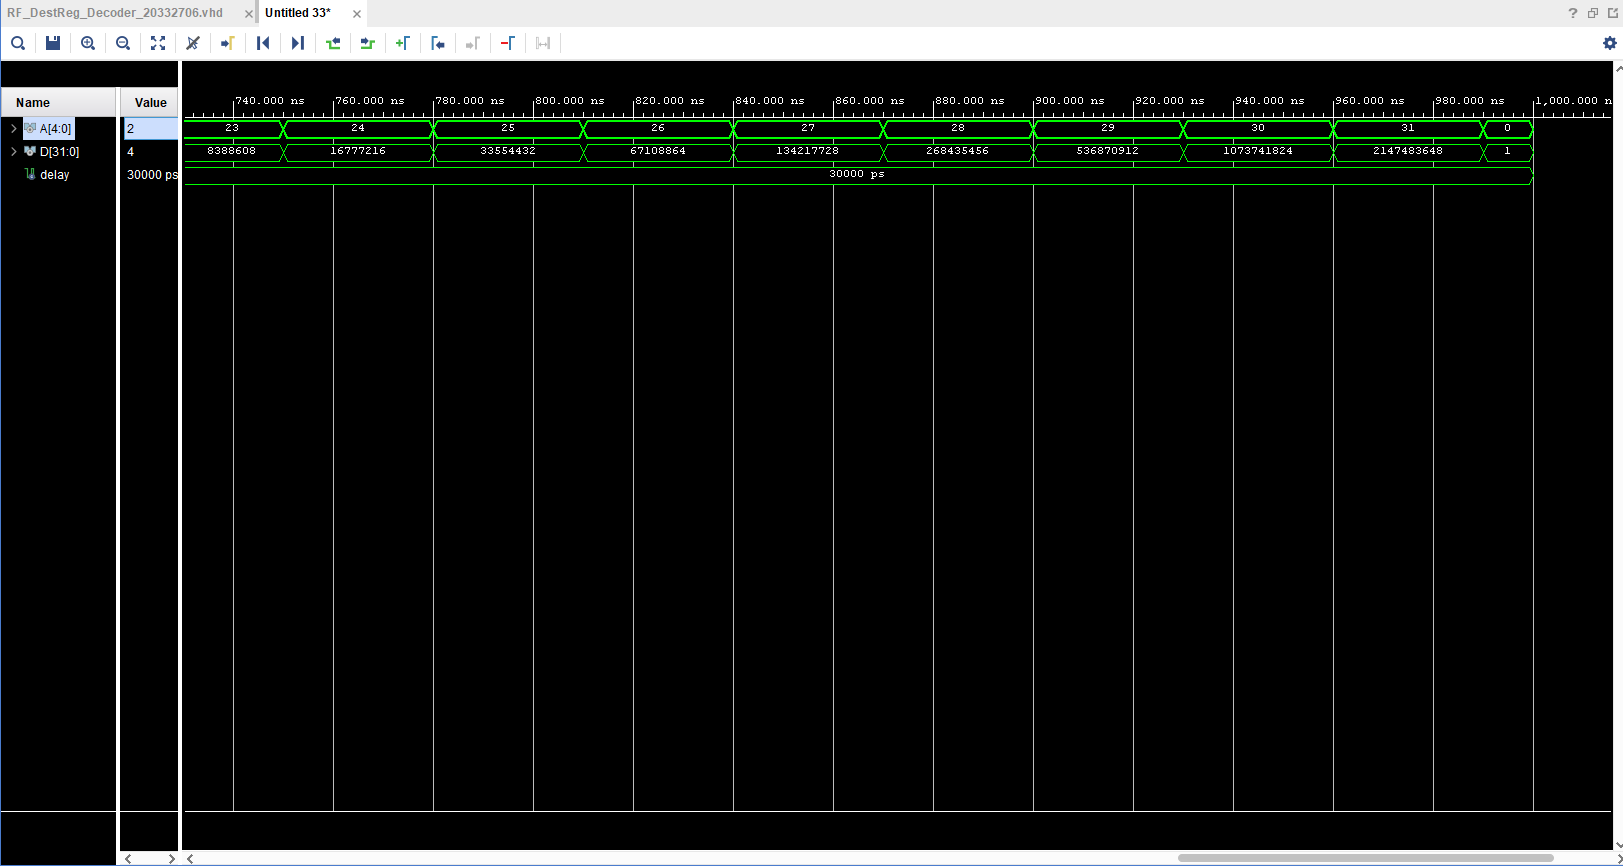 RF_DestReg_Decoder_20332706.vhd × Untitled 33* ×
?
740.000 ns 760.000 ns 780.000 ns 800.000 ns 820.000 ns 840.000 ns 860.000 ns 880.000 ns 900.000 ns 920.000 ns 940.000 ns 960.000 ns 980.000 ns 1,000.000 n
Name Value
A[4:0] 2 23 24 25 26 27 28 29 30 31 0
D[31:0] 4 8388608 16777216 33554432 67108864 134217728 268435456 536870912 1073741824 2147483648 1
delay 30000 ps 30000 ps